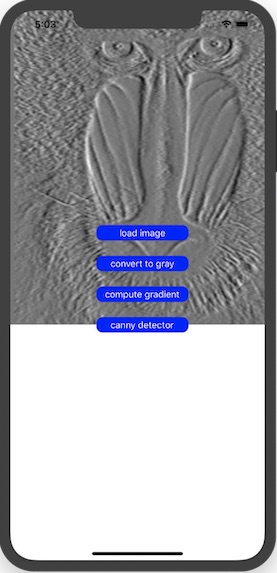 5:03
load image
convert to gray
compute gradient
canny detector